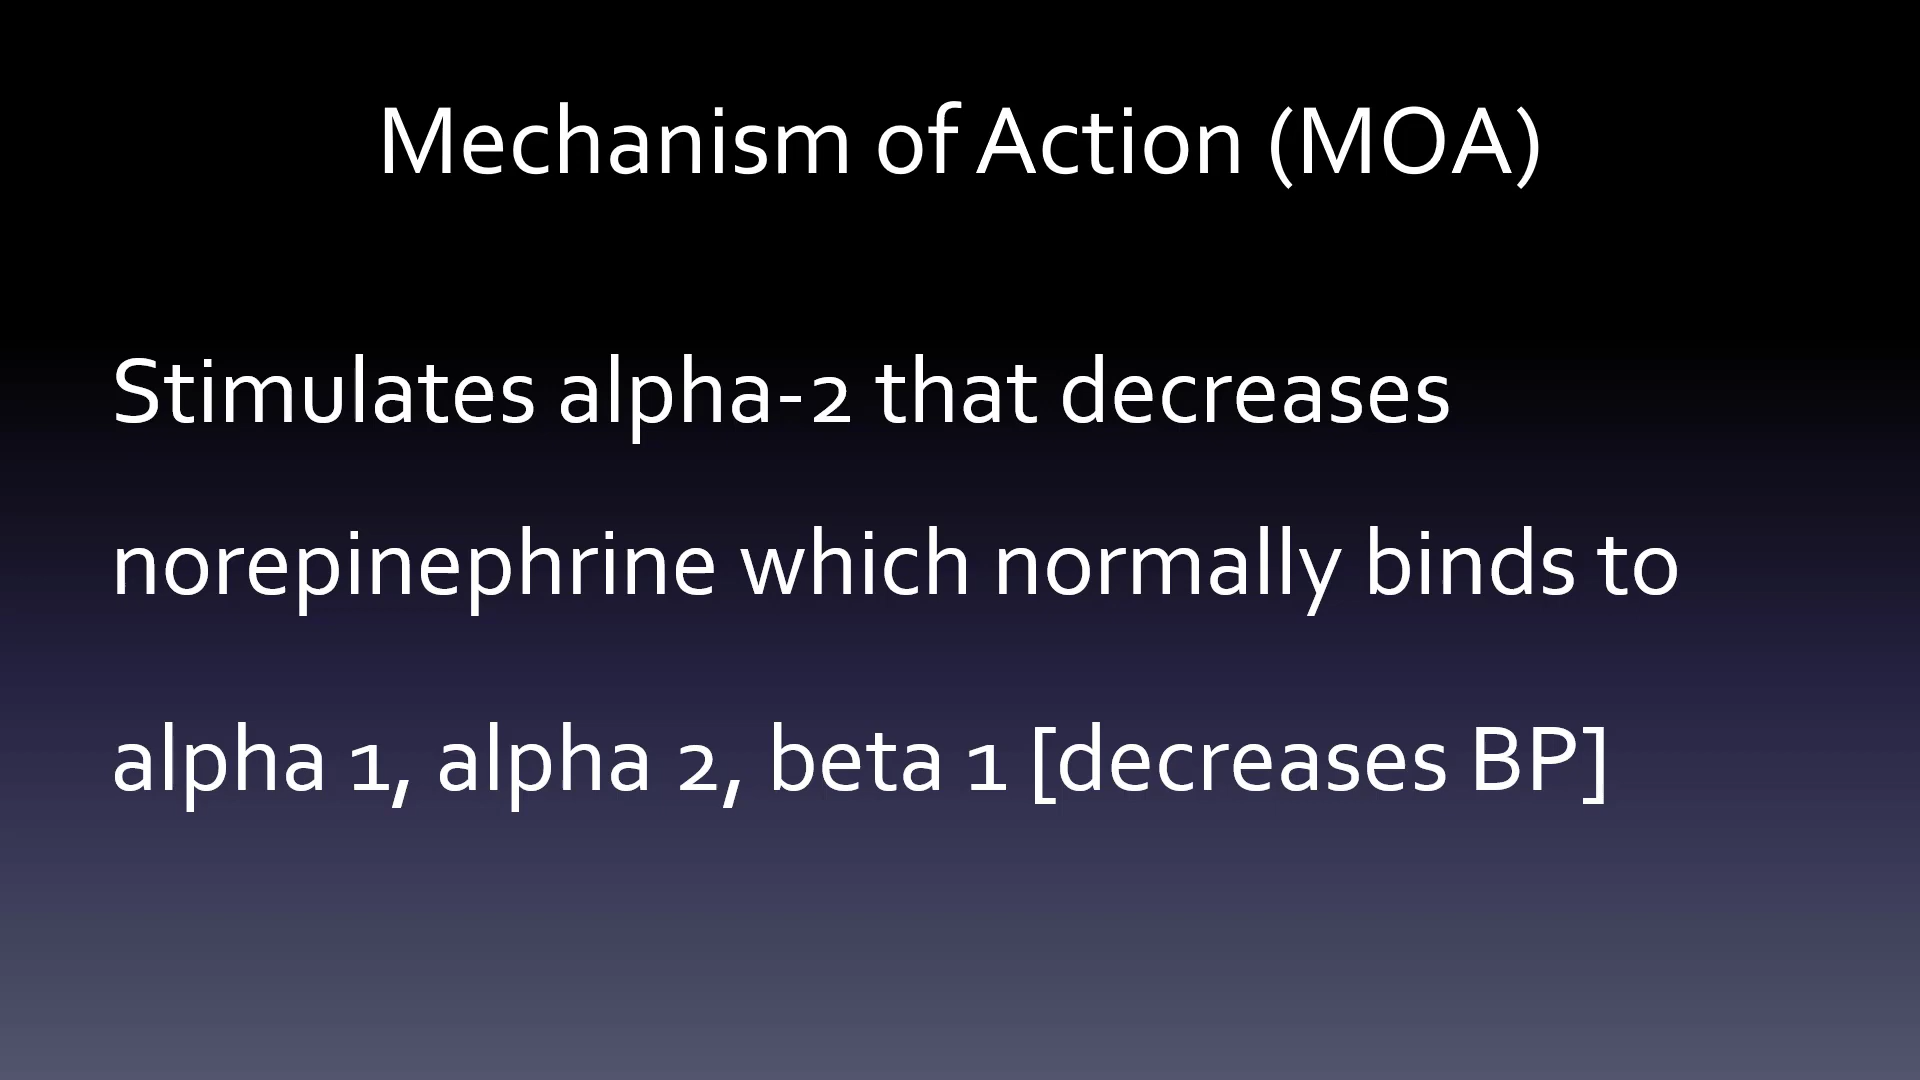 Mechanism of Action (MOA)
Stimulates alpha-2 that decreases
norepinephrine which normally binds to
alpha 1, alpha 2, beta 1 [decreases BP]